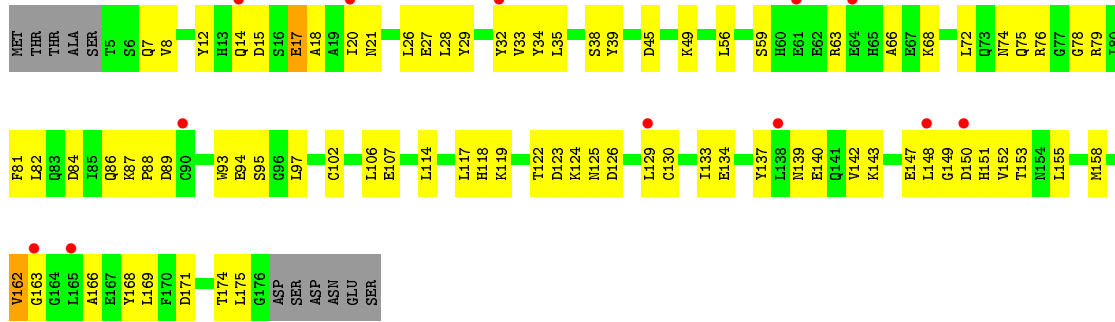 MET THR THR ALA SER T5 S6 Q7 V8 Y12 H13 Q14 D15 S16 E17 A18 A19 I20 N21 L26 E27 L28 Y29 Y32 V33 Y34 L35 S38 Y39 D45 K49 L56 S59 H60 E61 E62 R63 E64 H65 A66 E67 K68 L72 Q73 N74 Q75 R76 G77 G78 R79 I80
F81 L82 Q83 D84 I85 Q86 K87 P88 D89 C90 W93 E94 S95 G96 L97 C102 L106 E107 L114 L117 H118 K119 T122 D123 K124 N125 D126 L129 C130 I133 E134 Y137 L138 N139 E140 Q141 V142 K143 E147 L148 G149 D150 H151 V152 T153 N154 L155 M158
V162 G163 G164 L165 A166 E167 Y168 L169 F170 D171 T174 L175 G176 ASP SER ASP ASN GLU SER